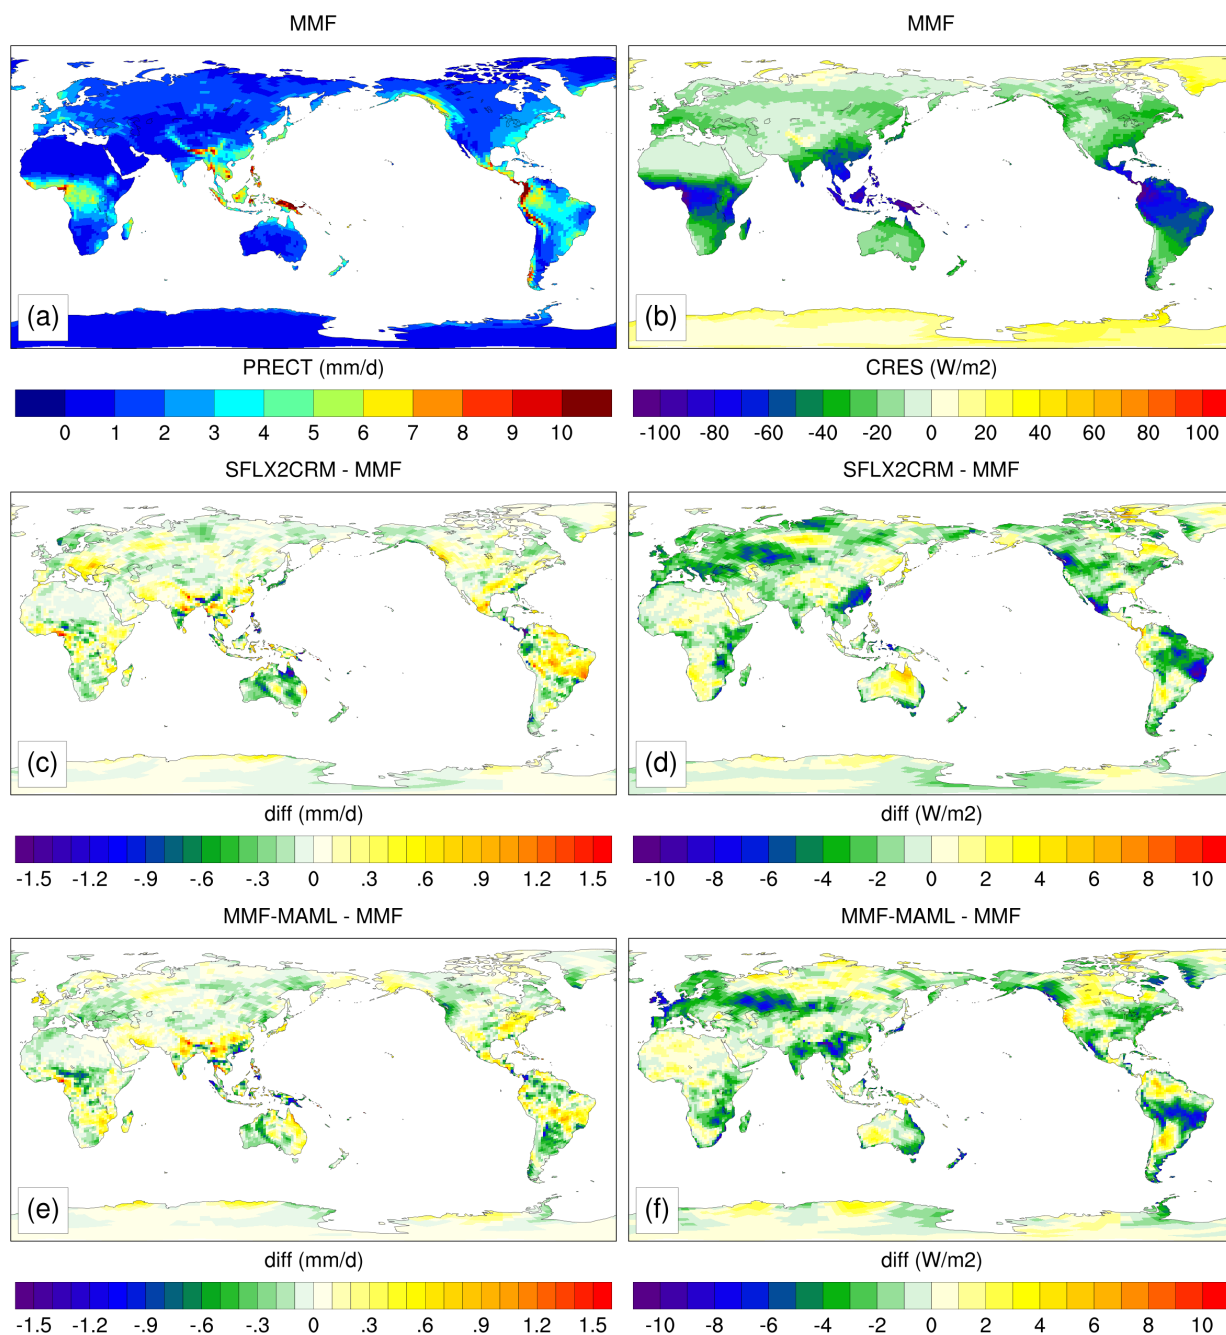 MMF
MMF
(a)
(b)
PRECT (mm/d)
CRES (W/m2)
0 1 2 3 4 5 6 7 8 9 10
-100 -80 -60 -40 -20 0 20 40 60 80 100
SFLX2CRM - MMF
SFLX2CRM - MMF
(c)
(d)
diff (mm/d)
diff (W/m2)
-1.5 -1.2 -.9 -.6 -.3 0 .3 .6 .9 1.2 1.5
-10 -8 -6 -4 -2 0 2 4 6 8 10
MMF-MAML - MMF
MMF-MAML - MMF
(e)
(f)
diff (mm/d)
diff (W/m2)
-1.5 -1.2 -.9 -.6 -.3 0 .3 .6 .9 1.2 1.5
-10 -8 -6 -4 -2 0 2 4 6 8 10